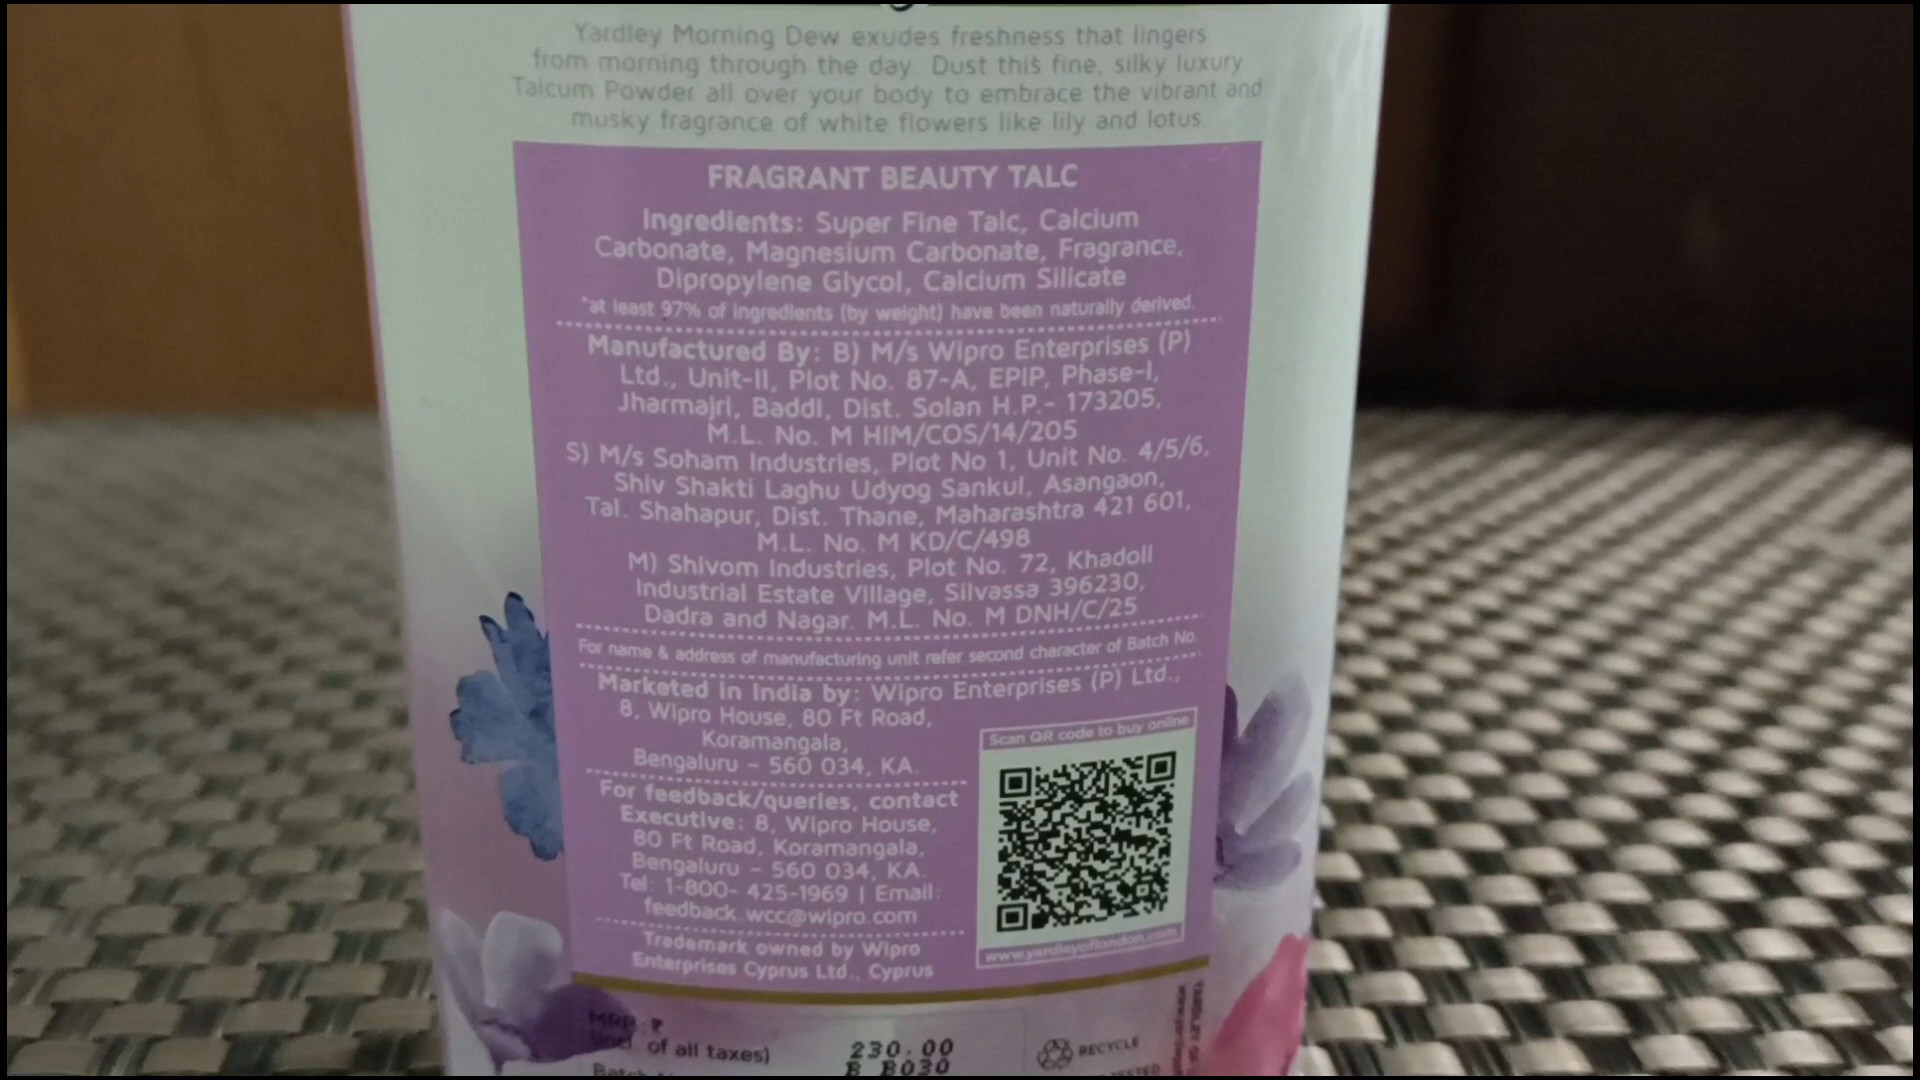 Yardley Morning Dew exudes freshness that lingers
from morning through the day. Dust this fine, silky luxury
Talcum Powder all over your body to embrace the vibrant and
musky fragrance of white flowers like lily and lotus
FRAGRANT BEAUTY TALC
Ingredients: Super Fine Talc, Calcium
Carbonate, Magnesium Carbonate, Fragrance,
Dipropylene Glycol, Calcium Silicate
*at least 97% of ingredients (by weight) have been naturally derived.
Manufactured By: B) M/s Wipro Enterprises (P)
Ltd., Unit-II, Plot No. 87-A, EPIP, Phase-I,
Jharmajri, Baddi, Dist. Solan H.P.- 173205,
M.L. No. M HIM/COS/14/205
S) M/s Soham Industries, Plot No 1, Unit No. 4/5/6,
Shiv Shakti Laghu Udyog Sankul, Asangaon,
Tal. Shahapur, Dist. Thane, Maharashtra 421 601,
M.L. No. M KD/C/498
M) Shivom Industries, Plot No. 72, Khadoli
Industrial Estate Village, Silvassa 396230,
Dadra and Nagar. M.L. No. M DNH/C/25
For name & address of manufacturing unit refer second character of Batch No.
Marketed in India by: Wipro Enterprises (P) Ltd.,
8, Wipro House, 80 Ft Road,
Koramangala,
Bengaluru - 560 034, KA.
For feedback/queries, contact
Executive: 8, Wipro House,
80 Ft Road, Koramangala,
Bengaluru - 560 034, KA.
Tel: 1-800- 425-1969 | Email:
feedback.wcc@wipro.com
Trademark owned by Wipro
Enterprises Cyprus Ltd., Cyprus
Scan QR code to buy online
www.yardleyoflondon.com
MRP: ₹
(incl. of all taxes)
230.00
B B030
RECYCLE